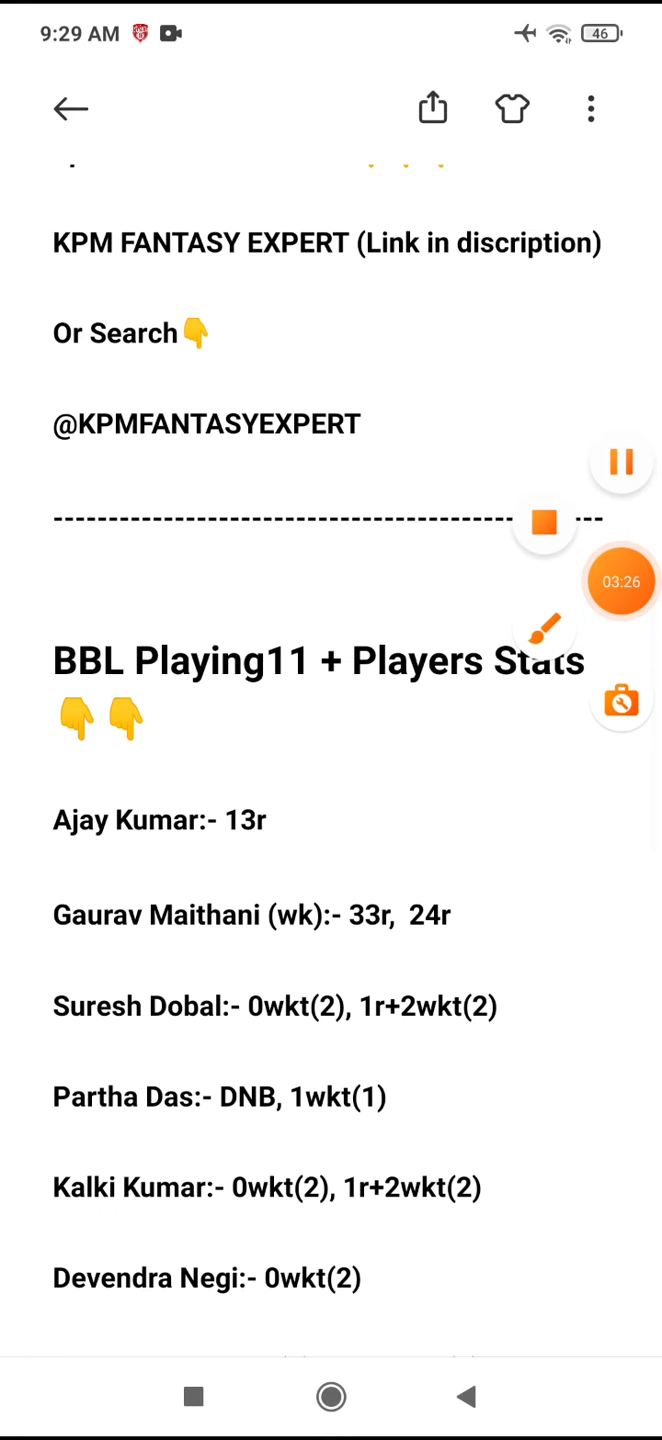 9:29 AM
46
KPM FANTASY EXPERT (Link in discription)
Or Search👇
@KPMFANTASYEXPERT
--------------------------------------------
03:26
BBL Playing11 + Players Stats
👇👇
Ajay Kumar:- 13r
Gaurav Maithani (wk):- 33r, 24r
Suresh Dobal:- 0wkt(2), 1r+2wkt(2)
Partha Das:- DNB, 1wkt(1)
Kalki Kumar:- 0wkt(2), 1r+2wkt(2)
Devendra Negi:- 0wkt(2)